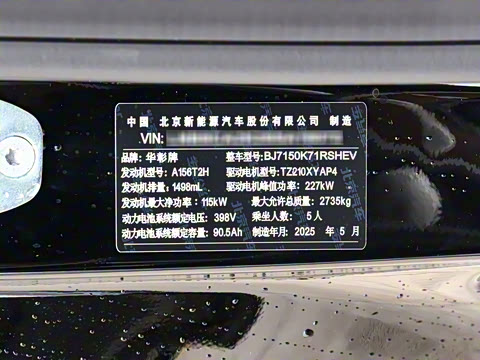 中国 北京新能源汽车股份有限公司 制造
VIN:
品牌: 华彰牌 整车型号:BJ7150K71RSHEV
发动机型号: A156T2H 驱动电机型号:TZ210XYAP4
发动机排量: 1498mL 驱动电机峰值功率: 227kW
发动机最大净功率: 115kW 最大允许总质量: 2735kg
动力电池系统额定电压: 398V 乘坐人数: 5人
动力电池系统额定容量: 90.5Ah 制造年月: 2025 年 5 月